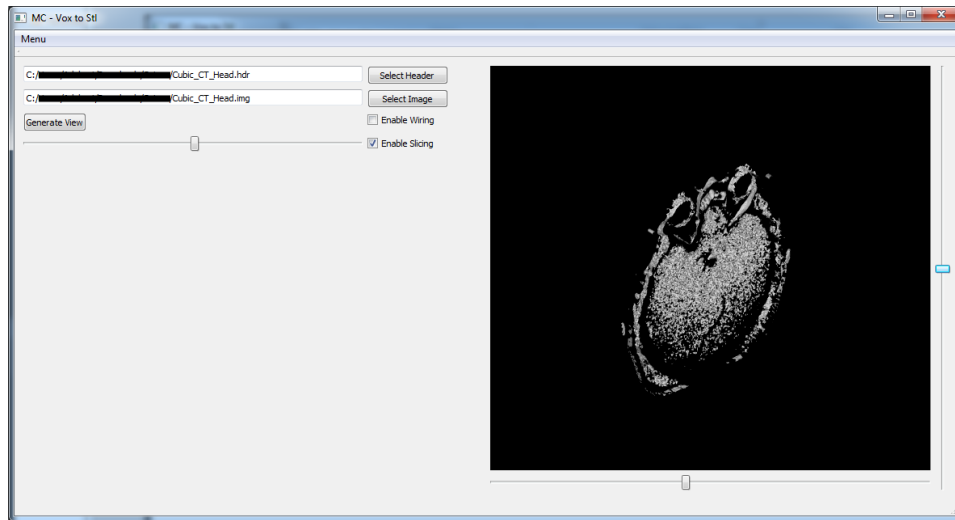 MC - Vox to Stl
Menu
C:/ /Cubic_CT_Head.hdr
Select Header
C:/ /Cubic_CT_Head.img
Select Image
Generate View
Enable Wiring
Enable Slicing